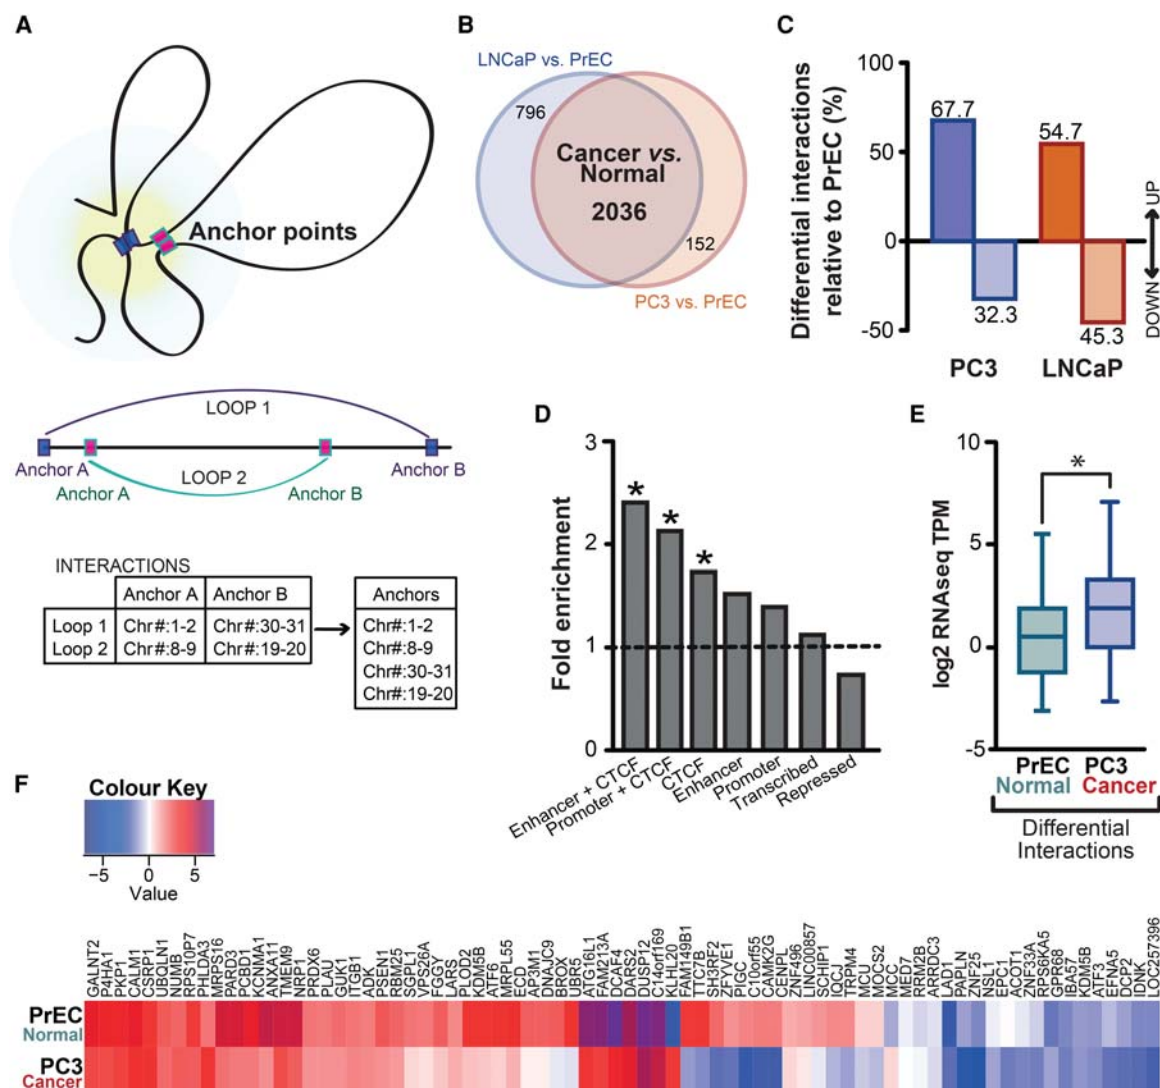 A
Anchor points
LOOP 1
Anchor A
Anchor B
LOOP 2
Anchor A
Anchor B
INTERACTIONS
Anchor A Anchor B
Loop 1 Chr#:1-2 Chr#:30-31
Loop 2 Chr#:8-9 Chr#:19-20
Anchors
Chr#:1-2
Chr#:8-9
Chr#:30-31
Chr#:19-20
B
LNCaP vs. PrEC
796
Cancer vs.
Normal
2036
152
PC3 vs. PrEC
C
Differential interactions
relative to PrEC (%)
100
50
0
-50
67.7
32.3
54.7
45.3
PC3 LNCaP
UP
DOWN
D
Fold enrichment
3
2
1
0
*
*
*
Enhancer + CTCF
Promoter + CTCF
CTCF
Enhancer
Promoter
Transcribed
Repressed
E
log2 RNAseq TPM
10
5
0
-5
*
PrEC PC3
Normal Cancer
Differential
Interactions
F
Colour Key
−5 0 5
Value
GALNT2
P4HA1
PKP1
CALM1
CSRP1
UBQLN1
NUMB
RPS10P7
PHLDA3
MRPS16
PARD3
PCBD1
KCNMA1
ANXA11
TMEM9
NRP1
PRDX6
PLAU
GUK1
ITGB1
ADK
PSEN1
RBM25
SGPL1
VPS26A
FGGY
LARS
PLOD2
KDM5B
ATF6
MRPL55
ECD
AP3M1
DNAJC9
BROX
UBR5
ATG16L1
FAM213A
DCAF4
DARS2
DUSP12
C14orf169
KLHL20
FAM149B1
TTC7B
SH3RF2
ZFYVE1
PIGC
C10orf55
CAMK2G
CENPL
ZNF496
LINC00857
SCHIP1
IQCJ
TRPM4
MCU
MOCS2
MCC
MED7
RRM2B
ARRDC3
LAD1
PAPLN
ZNF25
NSL1
EPC1
ACOT1
ZNF33A
RPS6KA5
GPR68
IBA57
KDM5B
ATF3
EFNA5
DCP2
IDNK
LOC257396
PrEC
Normal
PC3
Cancer